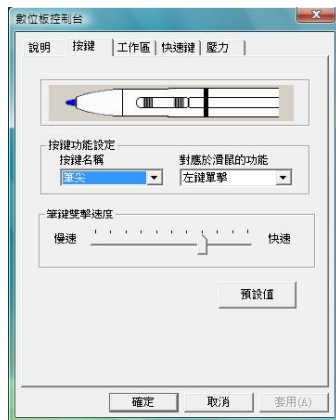 數位板控制台
說明 按鍵 工作區 快速鍵 壓力
按鍵功能設定
按鍵名稱 對應於滑鼠的功能
筆尖 左鍵單擊
筆鍵雙擊速度
慢速 快速
預設值
確定 取消 套用(A)